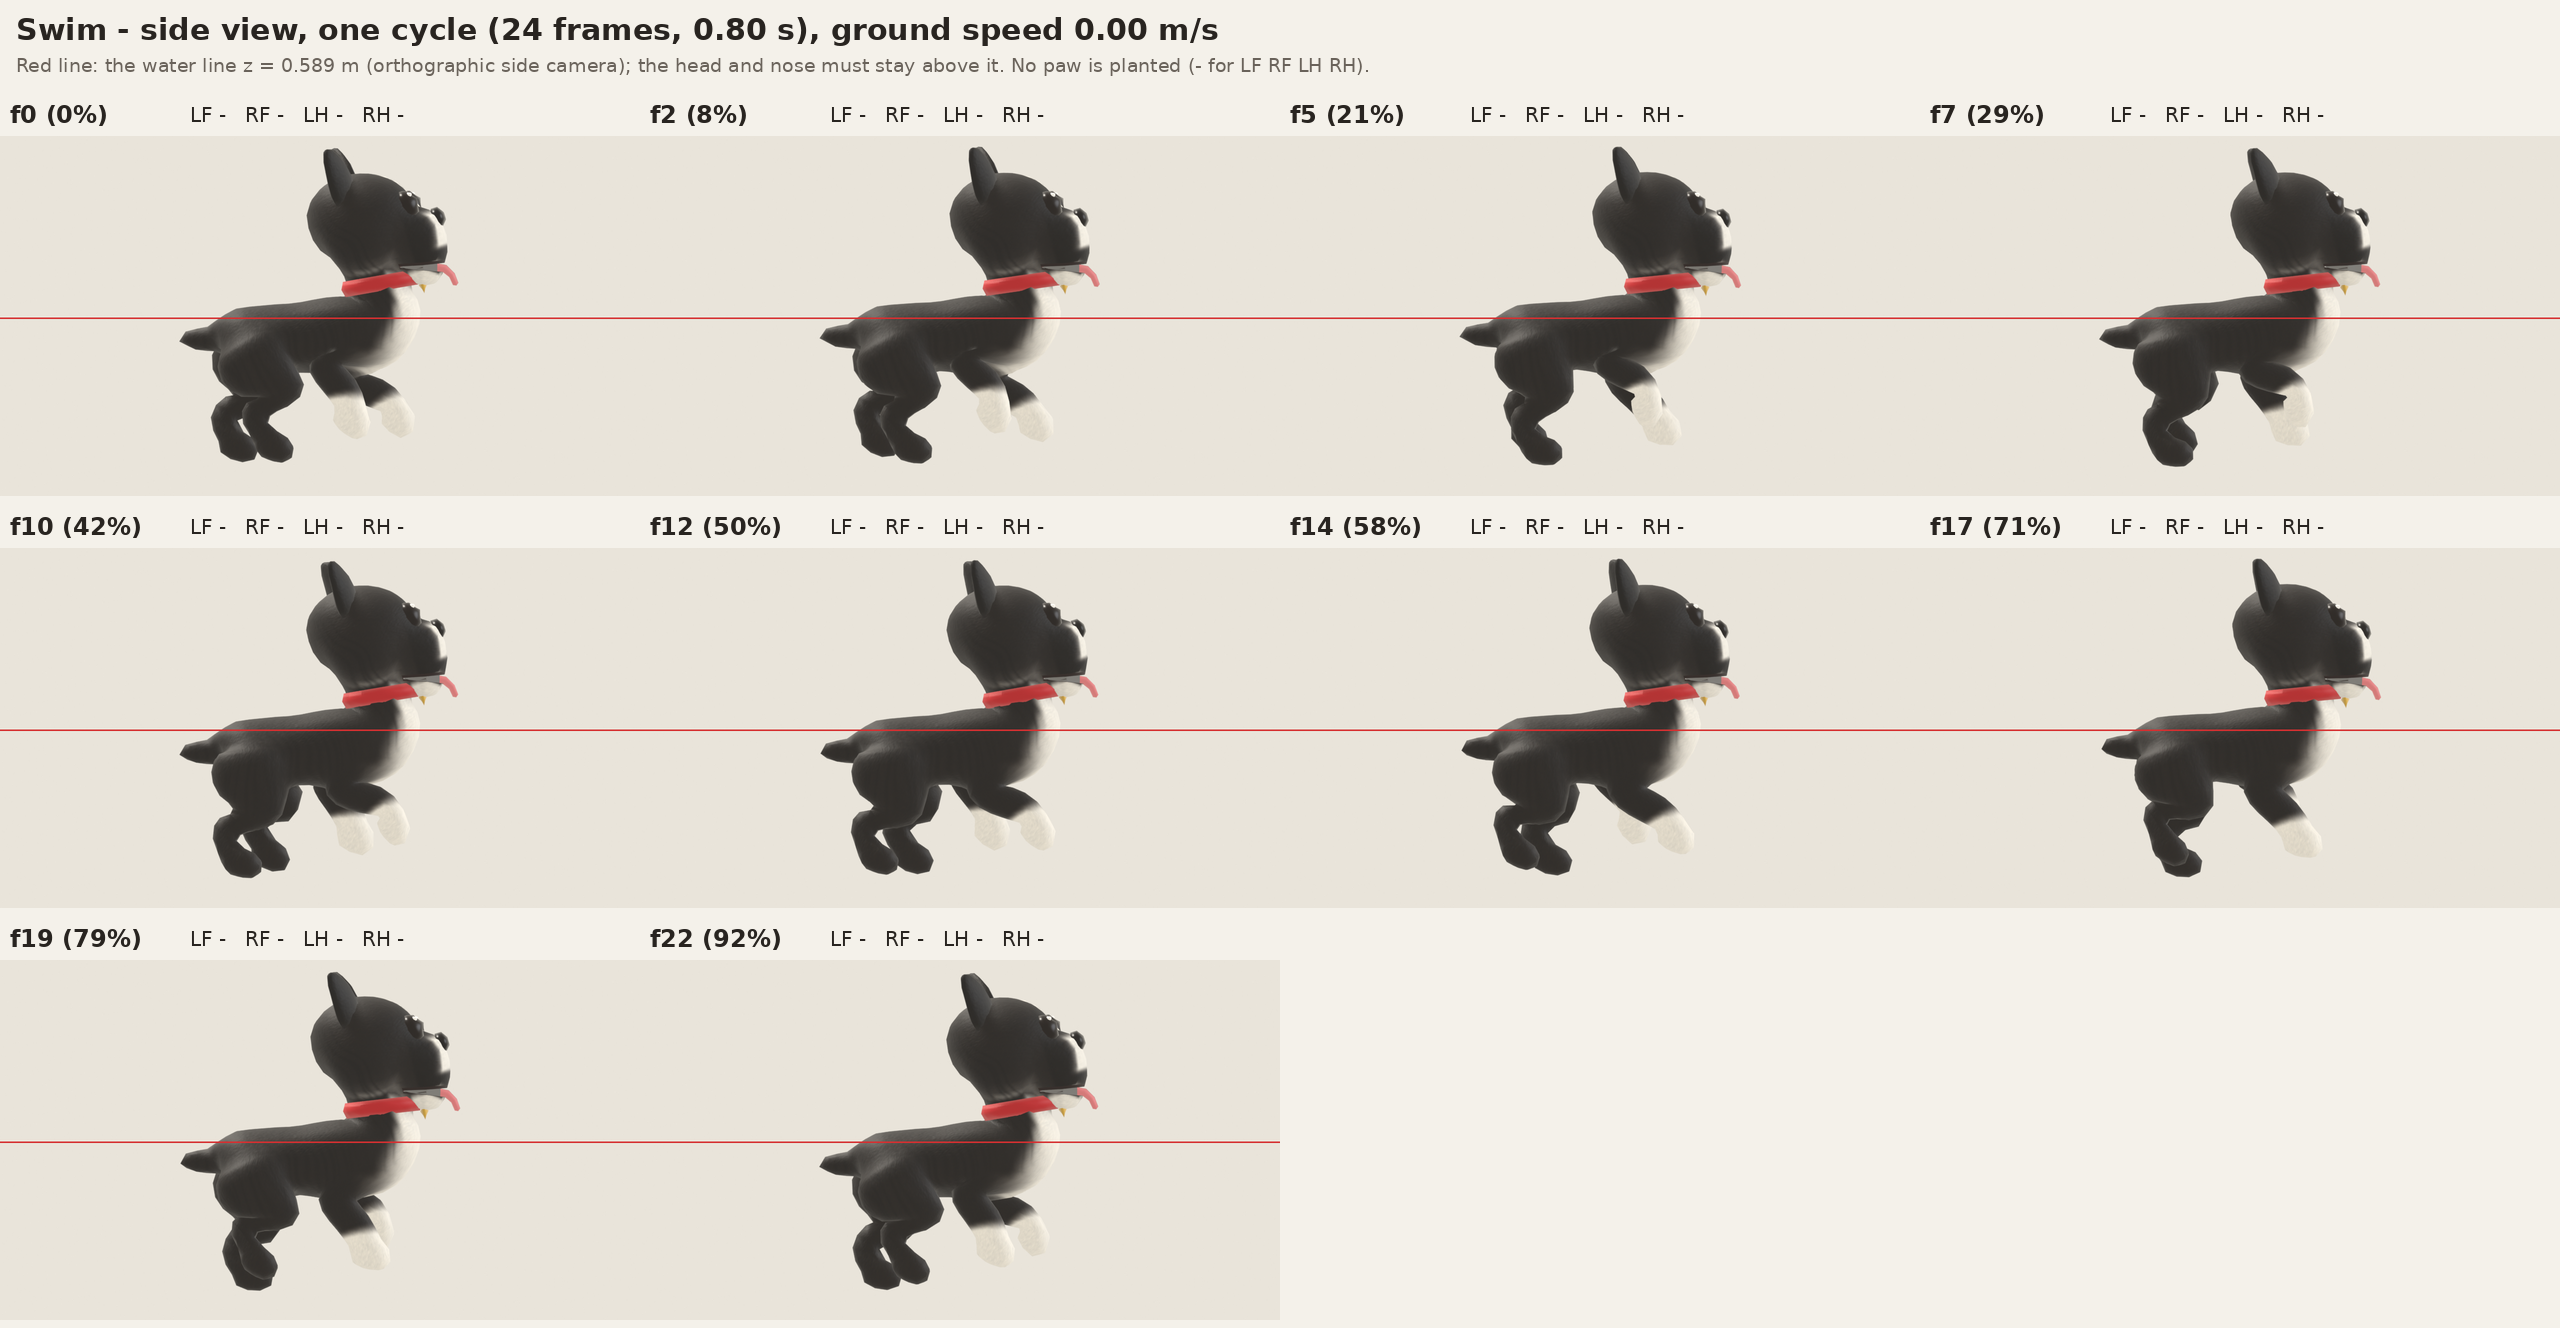 Swim - side view, one cycle (24 frames, 0.80 s), ground speed 0.00 m/s
Red line: the water line z = 0.589 m (orthographic side camera); the head and nose must stay above it. No paw is planted (- for LF RF LH RH).
f0 (0%) LF - RF - LH - RH -
f2 (8%) LF - RF - LH - RH -
f5 (21%) LF - RF - LH - RH -
f7 (29%) LF - RF - LH - RH -
f10 (42%) LF - RF - LH - RH -
f12 (50%) LF - RF - LH - RH -
f14 (58%) LF - RF - LH - RH -
f17 (71%) LF - RF - LH - RH -
f19 (79%) LF - RF - LH - RH -
f22 (92%) LF - RF - LH - RH -